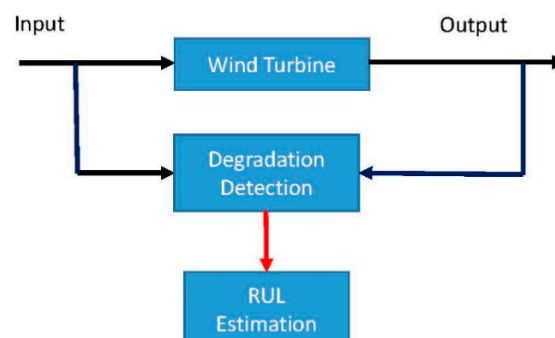 Input
Output
Wind Turbine
Degradation
Detection
RUL
Estimation